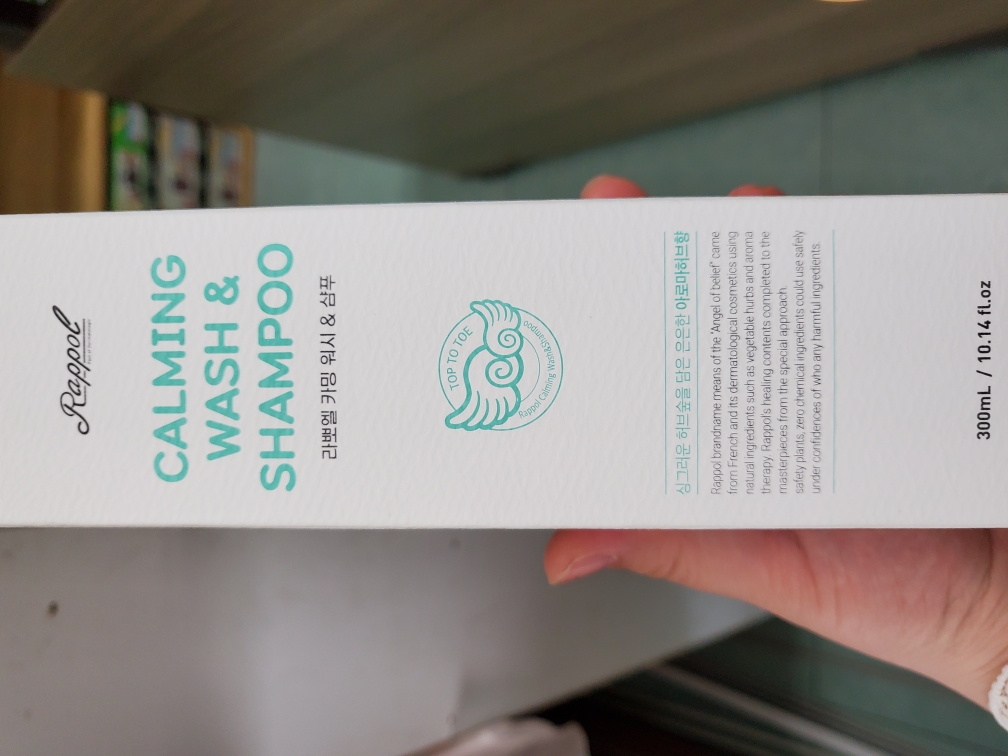 Rappol
CALMING
WASH &
SHAMPOO
라뽀엘 카밍 워시 & 샴푸
TOP TO TOE
Rappol Calming Wash&Shampoo
싱그러운 허브숲을 담은 은은한 아로마허브향
Rappol brandname means of the "Angel of belief" came
from French and its dermatological cosmetics using
natural ingredients such as vegetable hurbs and aroma
therapy. Rappol's healing contents completed to the
masterpieces from the special approach.
safety plants, zero chemical ingredients could use safely
under confidences of who any harmful ingredients.
300mL / 10.14 fl.oz